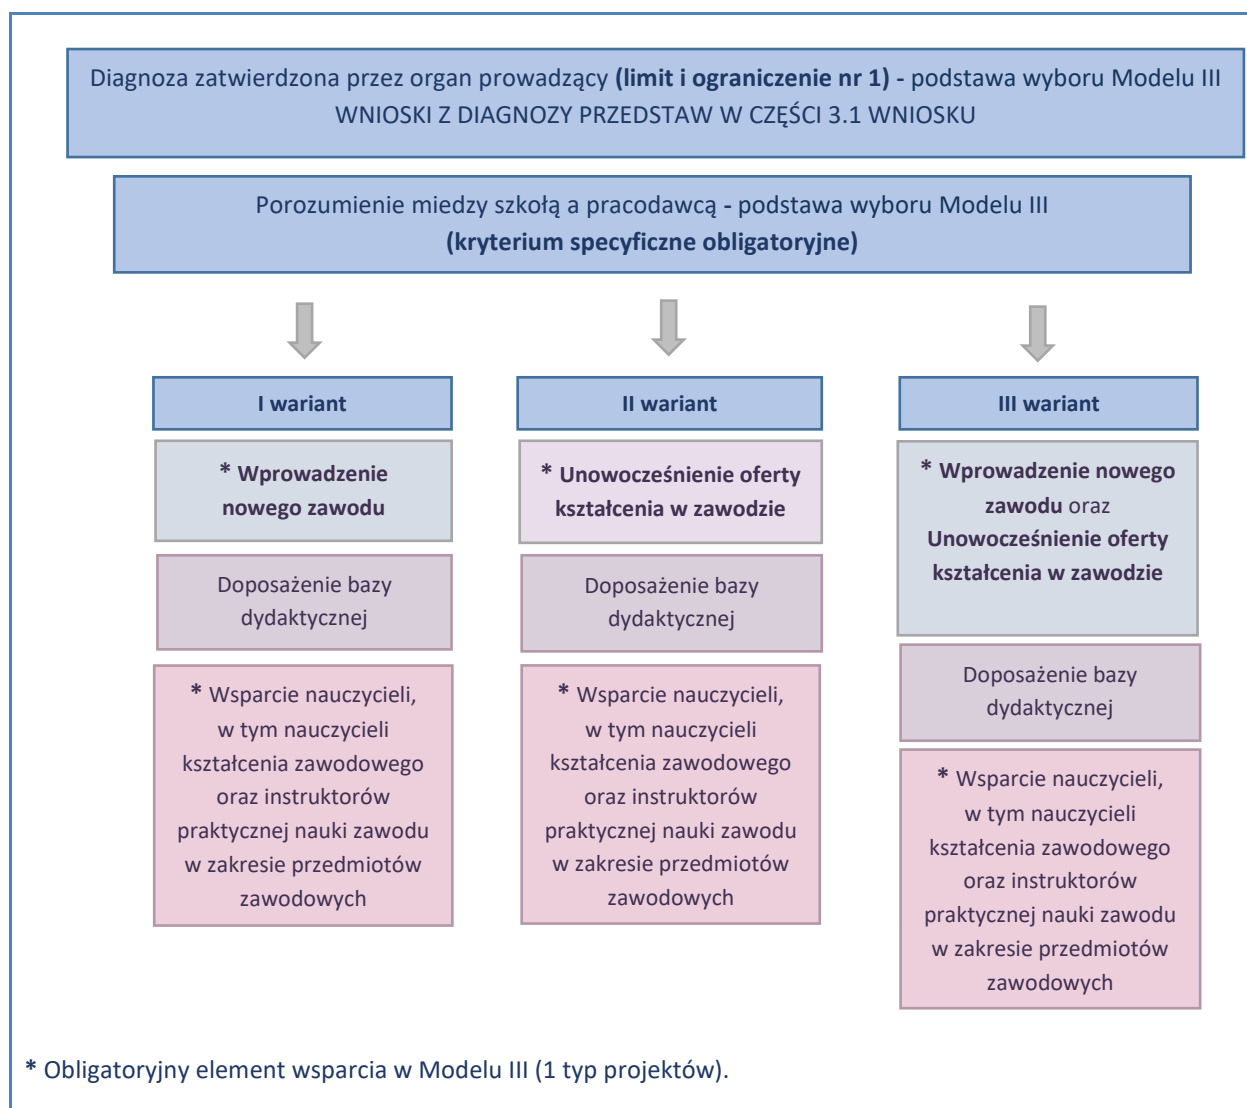 Diagnoza zatwierdzona przez organ prowadzący (limit i ograniczenie nr 1) - podstawa wyboru Modelu III
WNIOSKI Z DIAGNOZY PRZEDSTAW W CZĘŚCI 3.1 WNIOSKU
Porozumienie miedzy szkołą a pracodawcą - podstawa wyboru Modelu III
(kryterium specyficzne obligatoryjne)
I wariant
* Wprowadzenie
nowego zawodu
Doposażenie bazy
dydaktycznej
* Wsparcie nauczycieli,
w tym nauczycieli
kształcenia zawodowego
oraz instruktorów
praktycznej nauki zawodu
w zakresie przedmiotów
zawodowych
II wariant
* Unowocześnienie oferty
kształcenia w zawodzie
Doposażenie bazy
dydaktycznej
* Wsparcie nauczycieli,
w tym nauczycieli
kształcenia zawodowego
oraz instruktorów
praktycznej nauki zawodu
w zakresie przedmiotów
zawodowych
III wariant
* Wprowadzenie nowego
zawodu oraz
Unowocześnienie oferty
kształcenia w zawodzie
Doposażenie bazy
dydaktycznej
* Wsparcie nauczycieli,
w tym nauczycieli
kształcenia zawodowego
oraz instruktorów
praktycznej nauki zawodu
w zakresie przedmiotów
zawodowych
* Obligatoryjny element wsparcia w Modelu III (1 typ projektów).